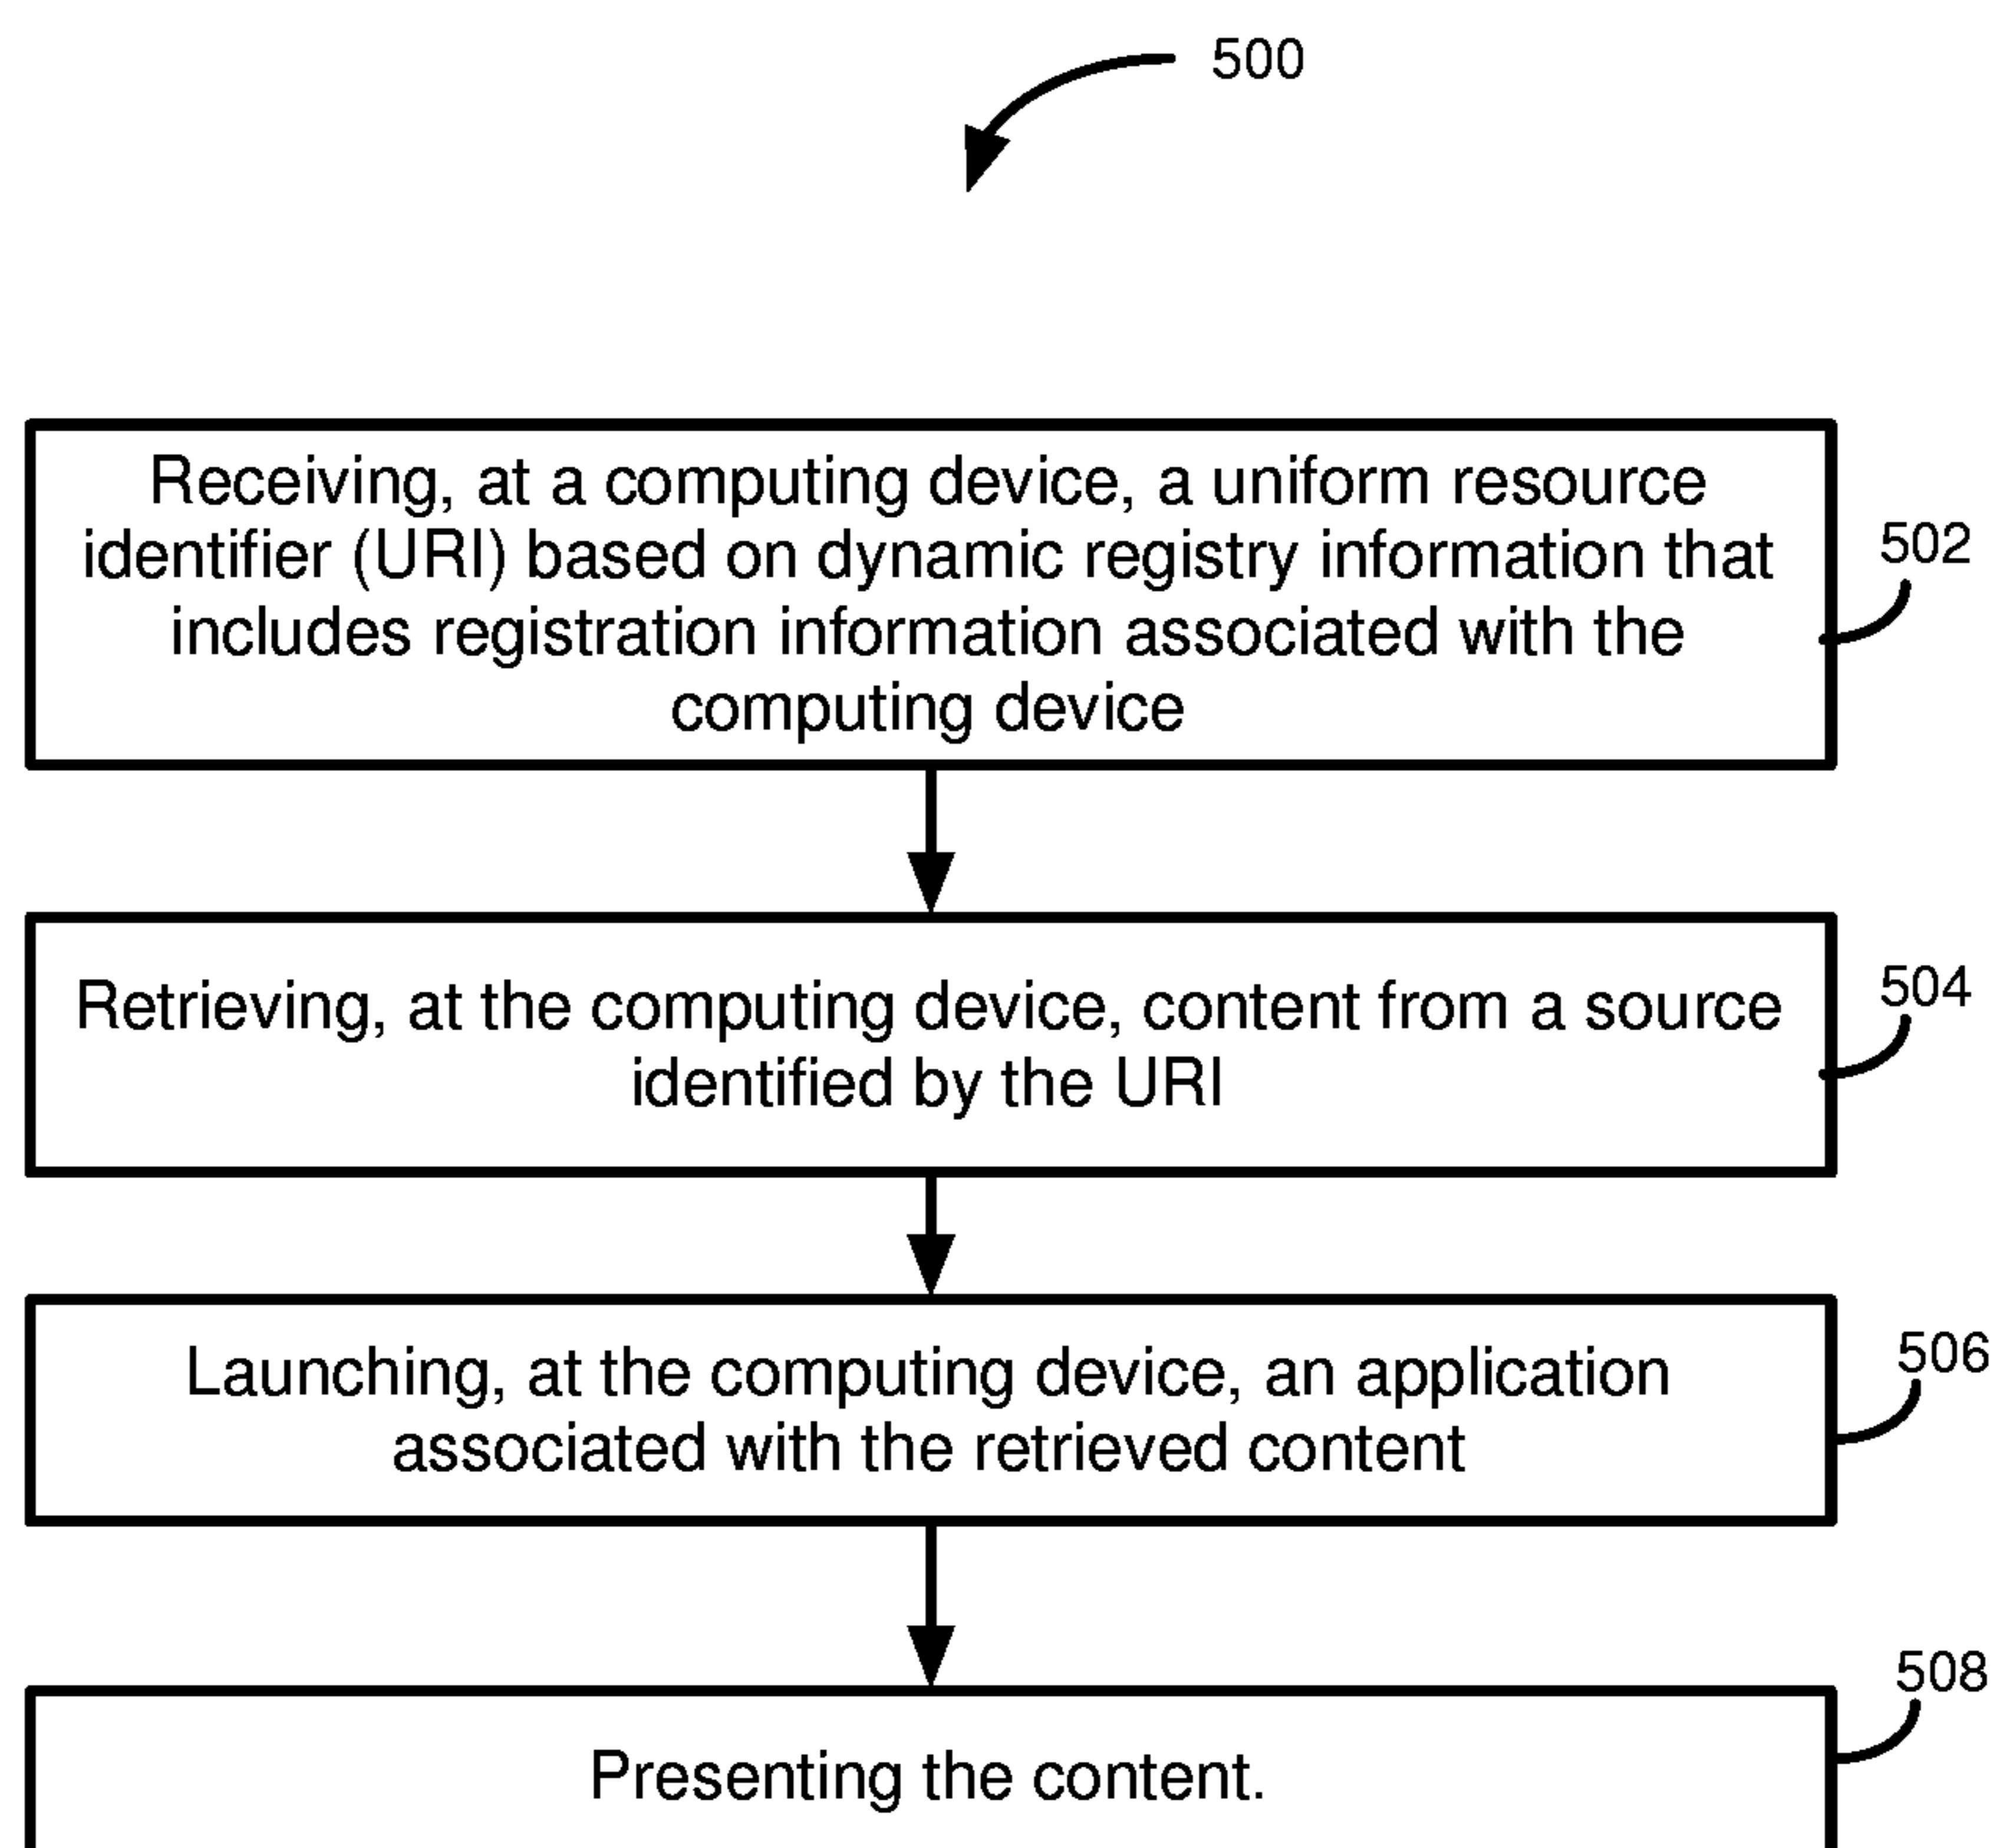 500
Receiving, at a computing device, a uniform resource
identifier (URI) based on dynamic registry information that
includes registration information associated with the
computing device
502
Retrieving, at the computing device, content from a source
identified by the URI
504
Launching, at the computing device, an application
associated with the retrieved content
506
Presenting the content.
508